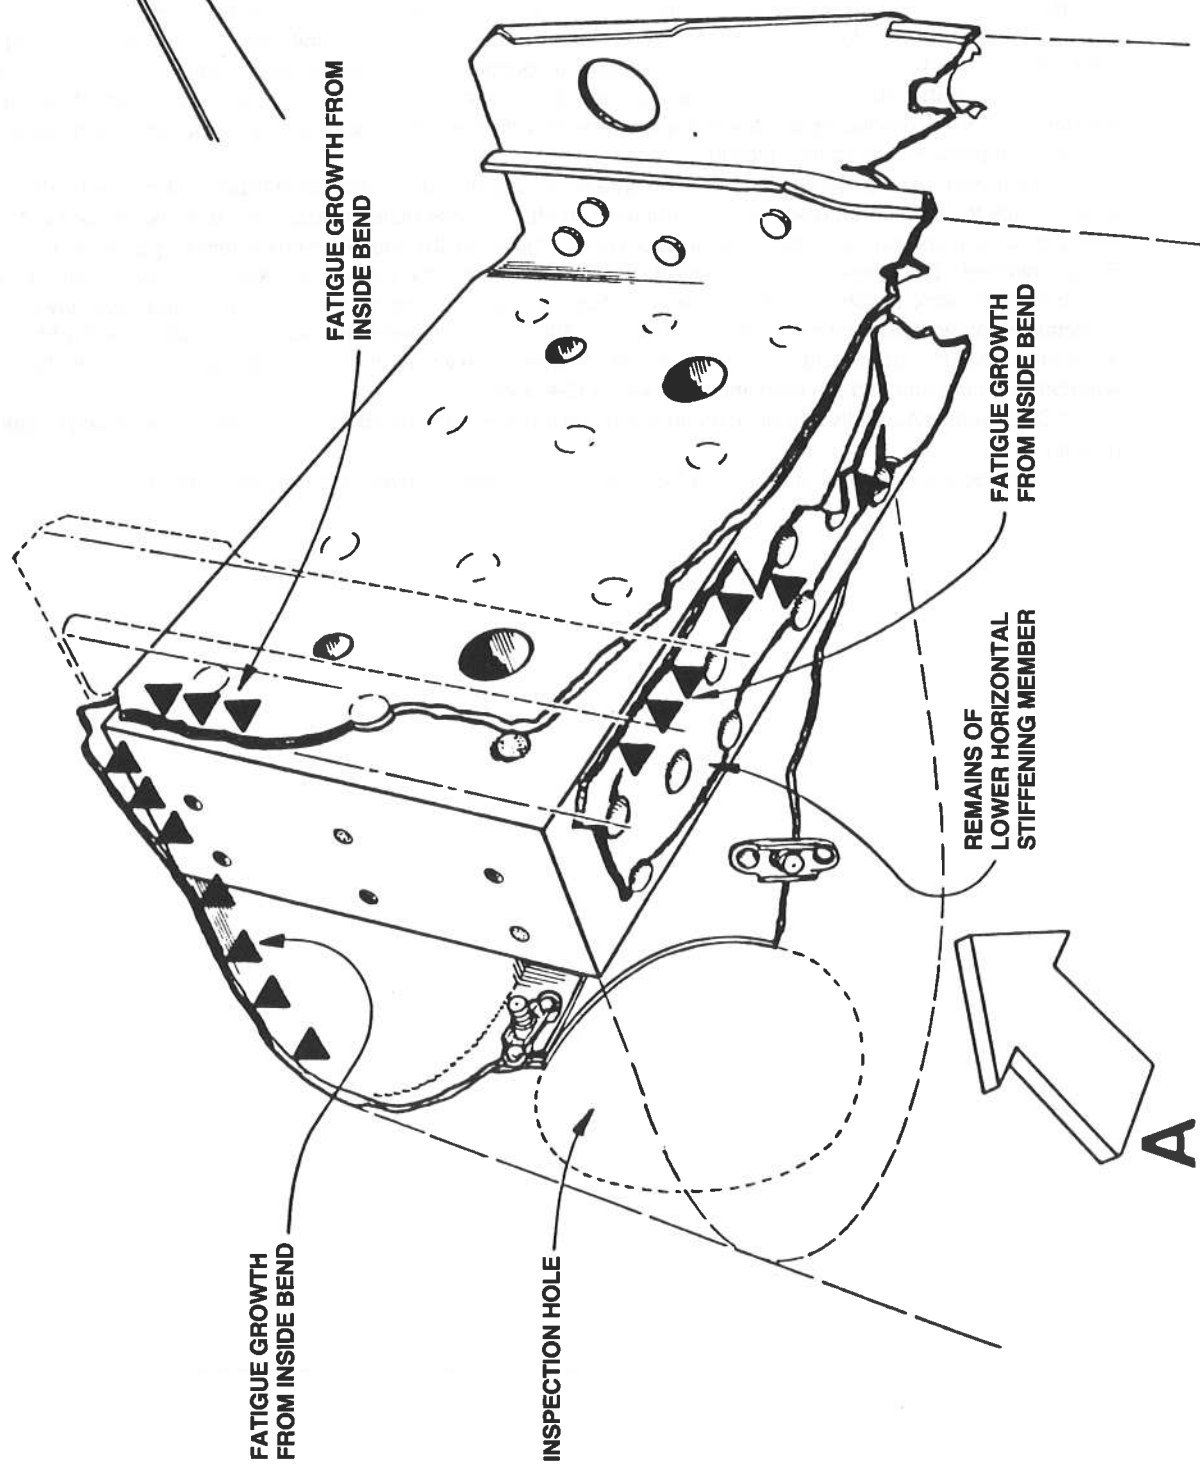 FATIGUE GROWTH FROM
INSIDE BEND
FATIGUE GROWTH
FROM INSIDE BEND
FATIGUE GROWTH
FROM INSIDE BEND
INSPECTION HOLE
REMAINS OF
LOWER HORIZONTAL
STIFFENING MEMBER
A